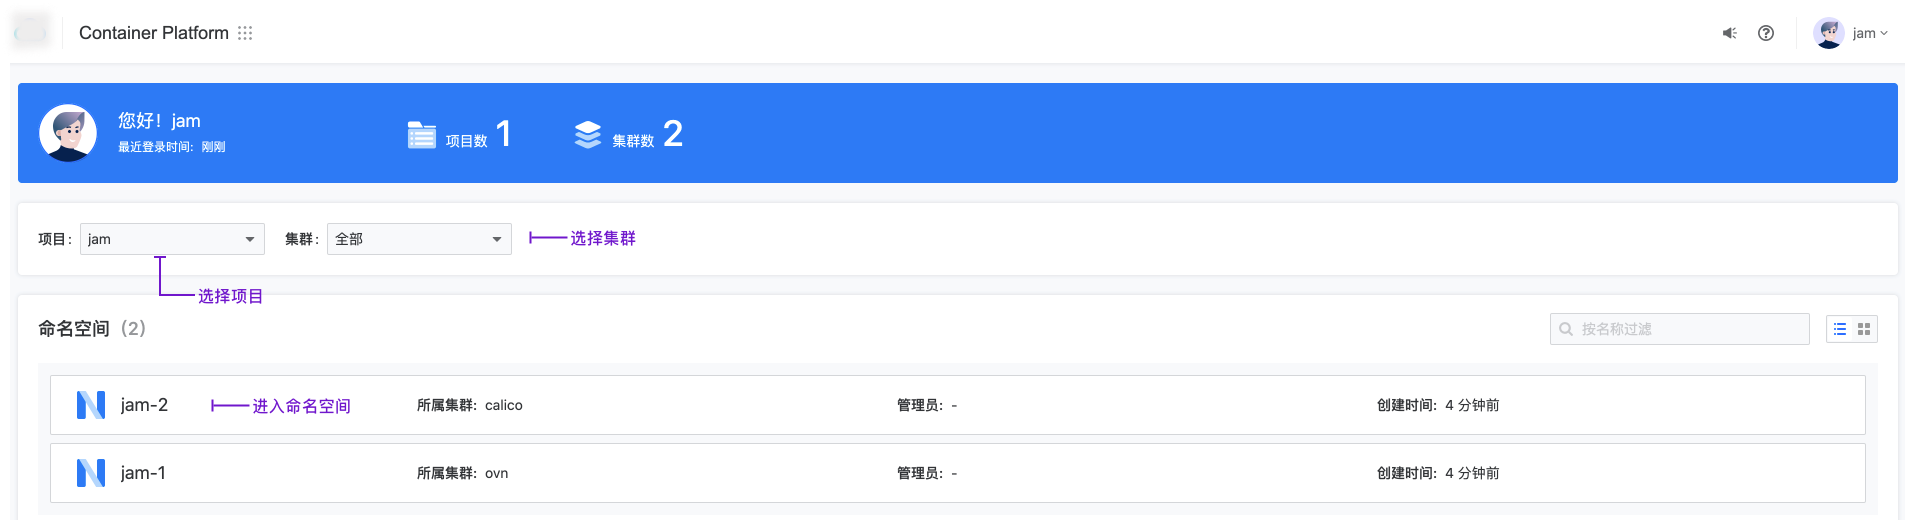 Container Platform
jam
您好！jam
最近登录时间：刚刚
项目数 1
集群数 2
项目： jam
集群： 全部
选择集群
选择项目
命名空间（2）
按名称过滤
jam-2
进入命名空间
所属集群： calico
管理员： -
创建时间： 4 分钟前
jam-1
所属集群： ovn
管理员： -
创建时间： 4 分钟前